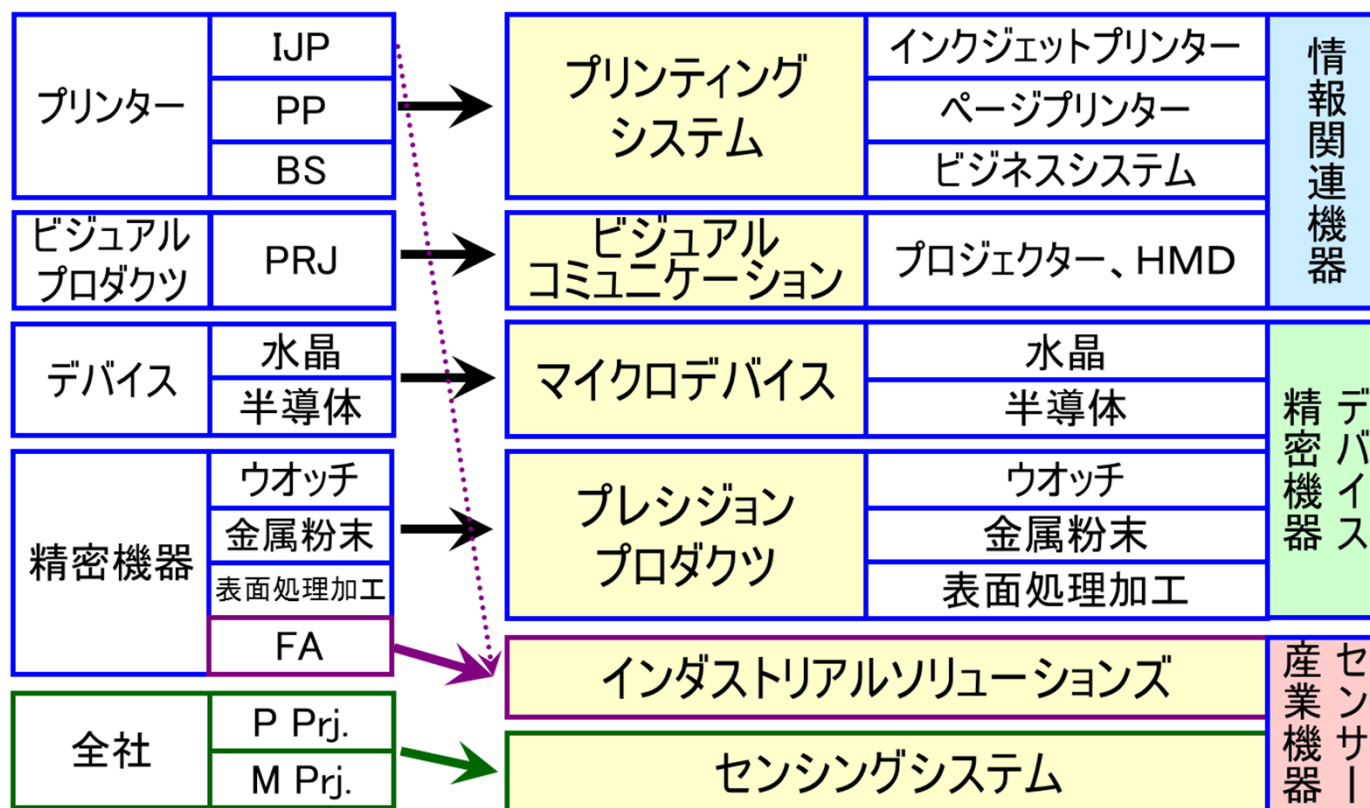 プリンター
IJP
PP
BS
ビジュアル
プロダクツ
PRJ
デバイス
水晶
半導体
精密機器
ウオッチ
金属粉末
表面処理加工
FA
全社
P Prj.
M Prj.
プリンティング
システム
インクジェットプリンター
ページプリンター
ビジネスシステム
ビジュアル
コミュニケーション
プロジェクター、HMD
マイクロデバイス
水晶
半導体
プレシジョン
プロダクツ
ウオッチ
金属粉末
表面処理加工
インダストリアルソリューションズ
センシングシステム
情報関連機器
デバイス
精密機器
センサー
産業機器